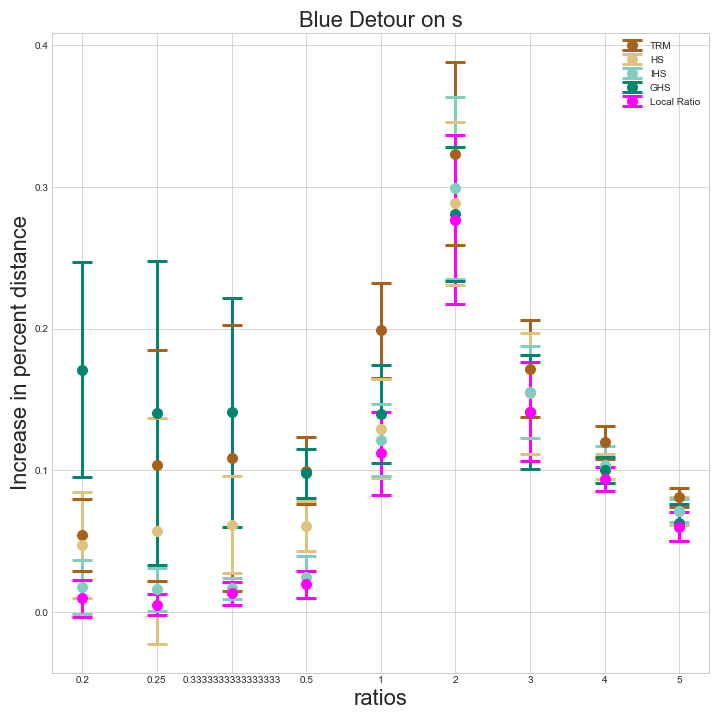 Blue Detour on s
TRM
HS
IHS
GHS
Local Ratio
Increase in percent distance
0.4
0.3
0.2
0.1
0.0
0.2 0.25 0.3333333333333333 0.5 1 2 3 4 5
ratios